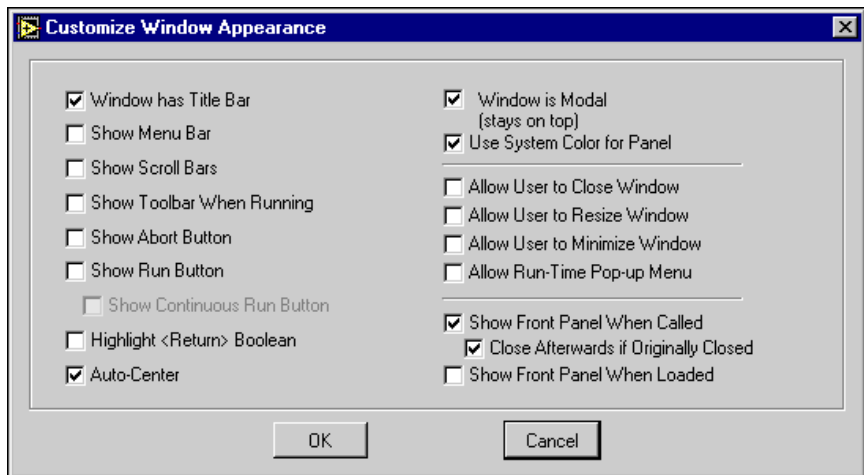 Customize Window Appearance
Window has Title Bar
Show Menu Bar
Show Scroll Bars
Show Toolbar When Running
Show Abort Button
Show Run Button
Show Continuous Run Button
Highlight <Return> Boolean
Auto-Center
Window is Modal
(stays on top)
Use System Color for Panel
Allow User to Close Window
Allow User to Resize Window
Allow User to Minimize Window
Allow Run-Time Pop-up Menu
Show Front Panel When Called
Close Afterwards if Originally Closed
Show Front Panel When Loaded
OK
Cancel